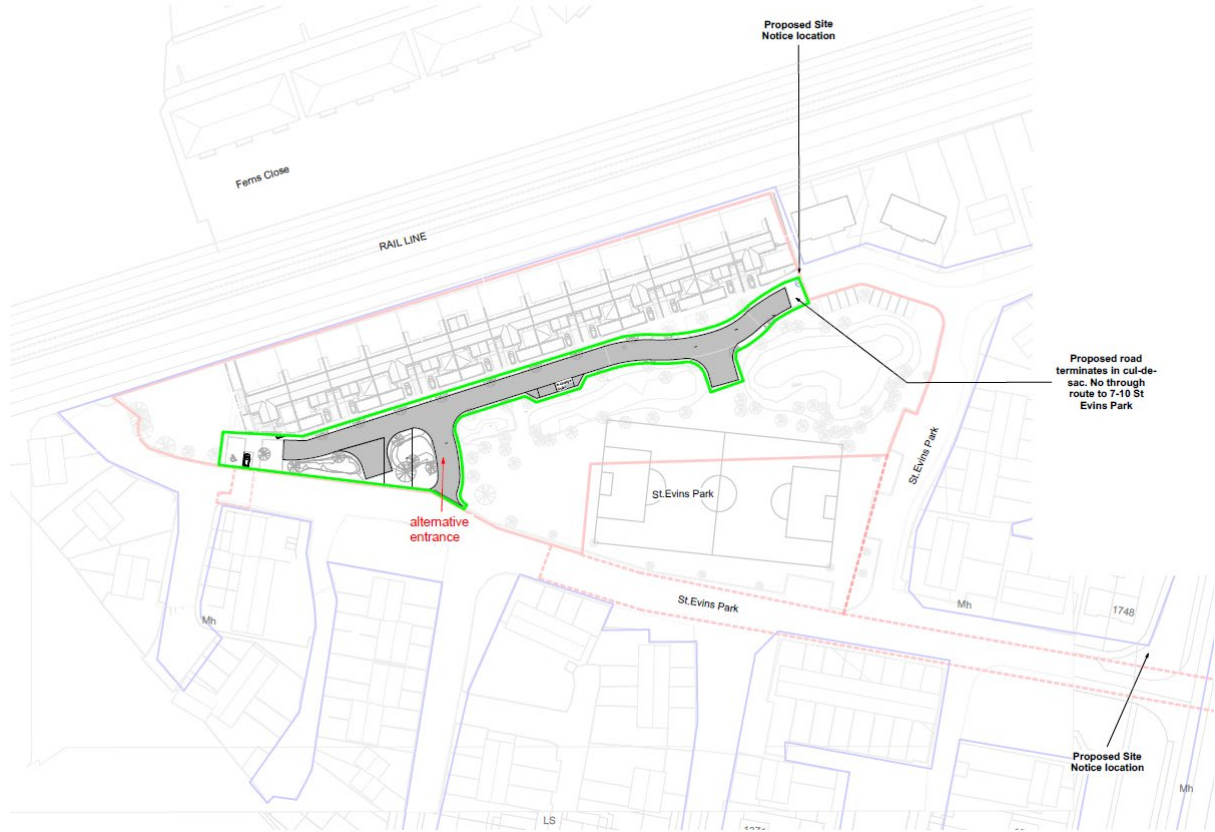 Proposed Site
Notice location
Ferns Close
RAIL LINE
Proposed road
terminates in cul-de-
sac. No through
route to 7-10 St
Evins Park
St.Evins Park
St.Evins Park
alternative
entrance
St.Evins Park
Mh
1748
Mh
Proposed Site
Notice location
Mh
LS